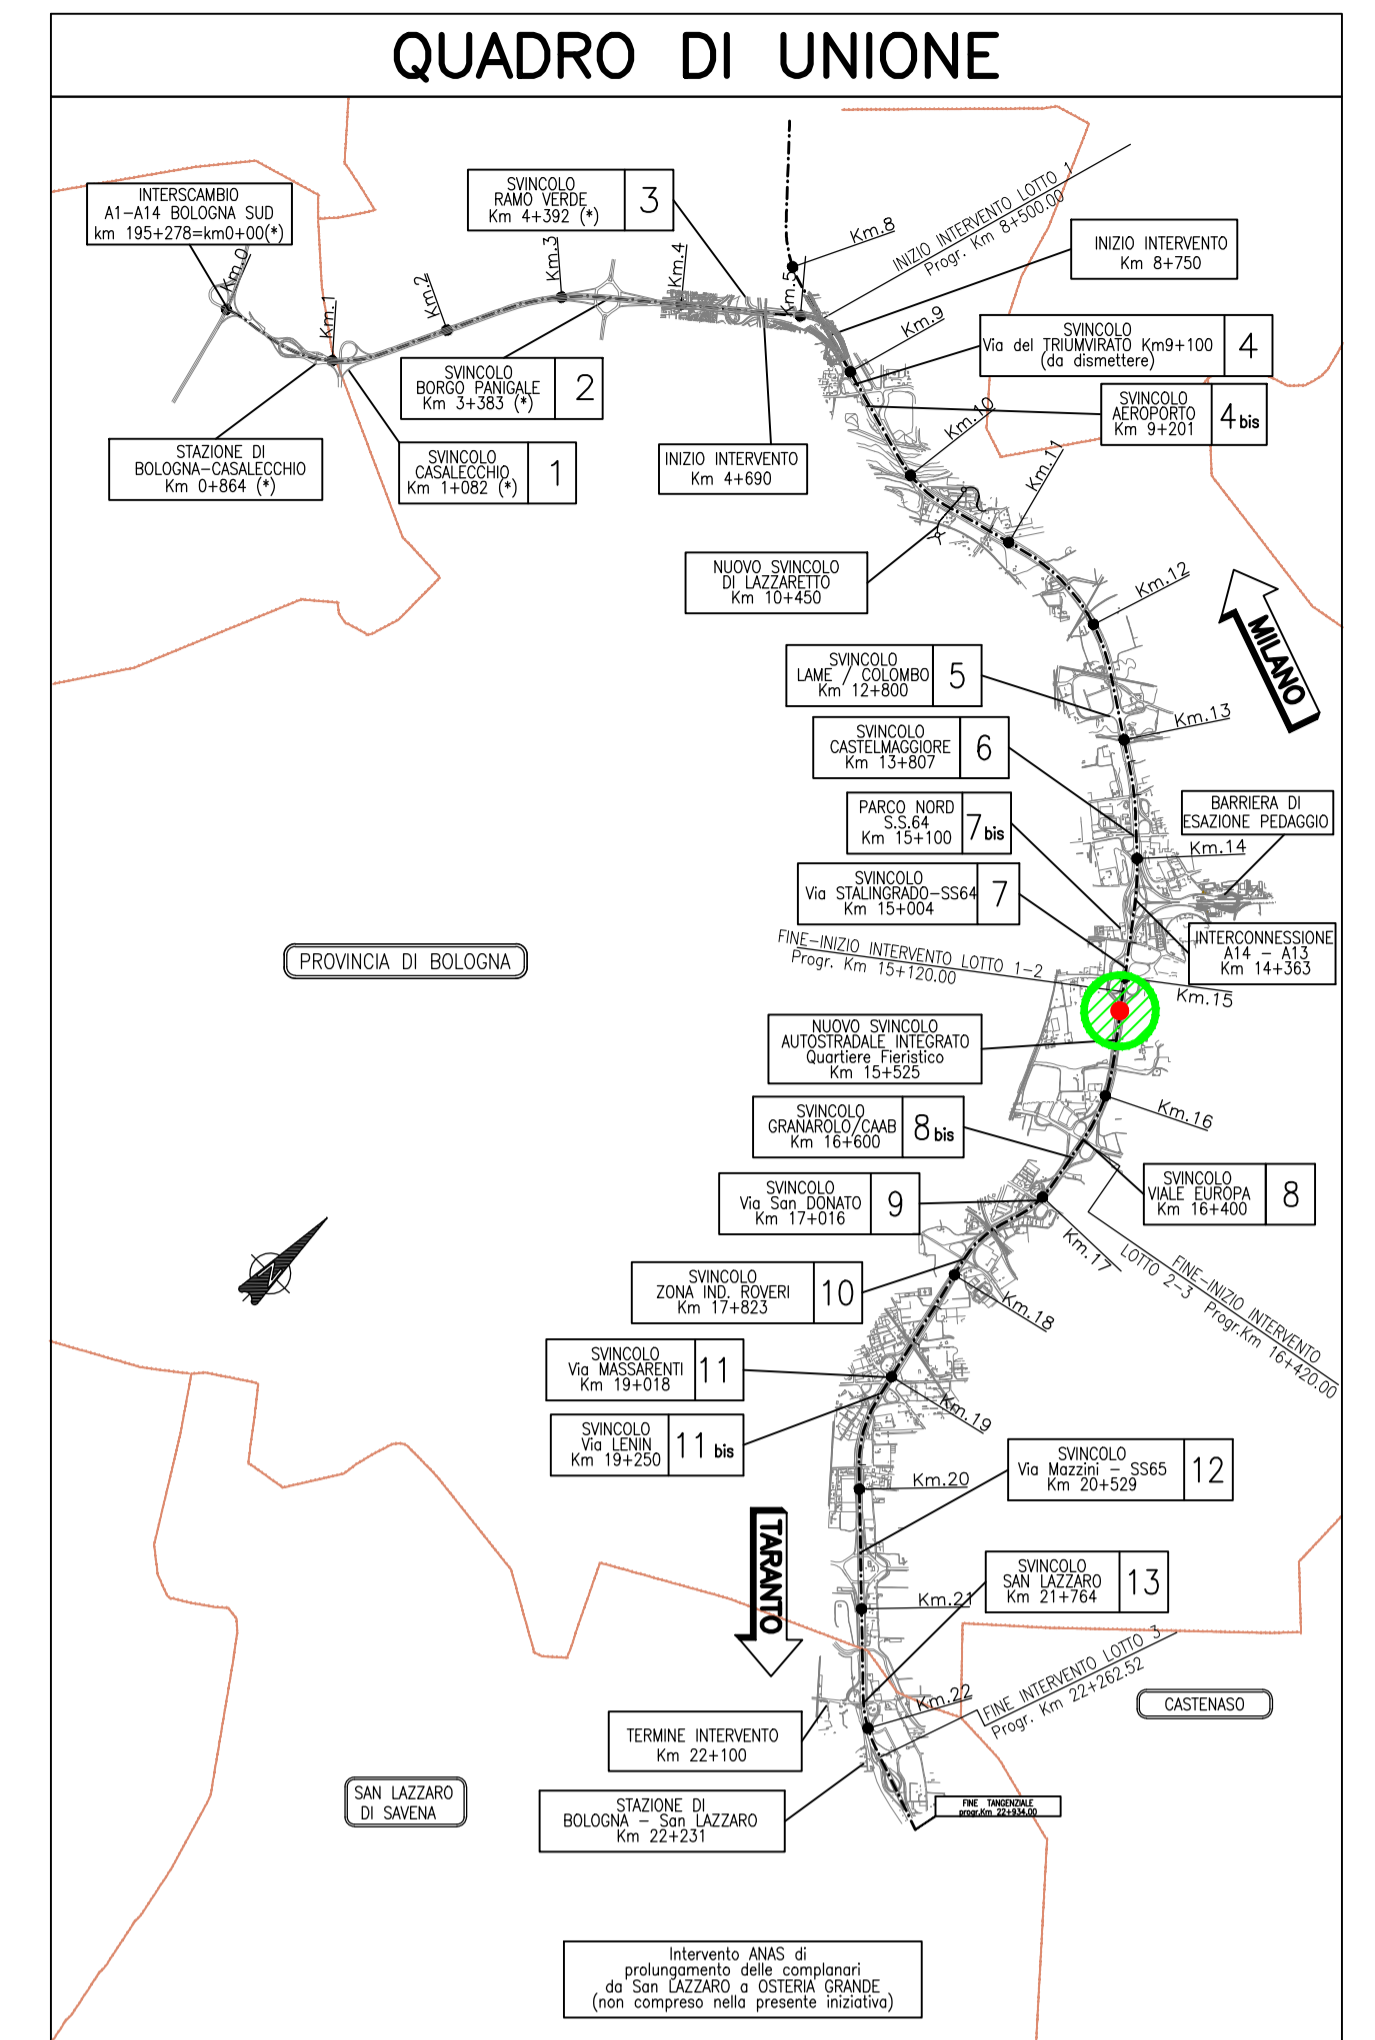 QUADRO DI UNIONE
INTERSCAMBIO
A1-A14 BOLOGNA SUD
km 195+278=km0+00(*)
SVINCOLO
RAMO VERDE
Km 4+392 (*)
3
Km.0
Km.1
Km.2
Km.3
Km.4
Km.5
Km.8
INIZIO INTERVENTO LOTTO 1
Progr. Km 8+500.00
INIZIO INTERVENTO
Km 8+750
Km.9
SVINCOLO
Via del TRIUMVIRATO Km9+100
(da dismettere)
4
SVINCOLO
BORGO PANIGALE
Km 3+383 (*)
2
SVINCOLO
AEROPORTO
Km 9+201
4 bis
Km.10
STAZIONE DI
BOLOGNA-CASALECCHIO
Km 0+864 (*)
SVINCOLO
CASALECCHIO
Km 1+082 (*)
1
INIZIO INTERVENTO
Km 4+690
Km.11
NUOVO SVINCOLO
DI LAZZARETTO
Km 10+450
Km.12
MILANO
SVINCOLO
LAME / COLOMBO
Km 12+800
5
Km.13
SVINCOLO
CASTELMAGGIORE
Km 13+807
6
PARCO NORD
S.S.64
Km 15+100
7 bis
BARRIERA DI
ESAZIONE PEDAGGIO
Km.14
SVINCOLO
Via STALINGRADO-SS64
Km 15+004
7
INTERCONNESSIONE
A14 - A13
Km 14+363
FINE-INIZIO INTERVENTO LOTTO 1-2
Progr. Km 15+120.00
PROVINCIA DI BOLOGNA
Km.15
NUOVO SVINCOLO
AUTOSTRADALE INTEGRATO
Quartiere Fieristico
Km 15+525
Km.16
SVINCOLO
GRANAROLO/CAAB
Km 16+600
8 bis
SVINCOLO
VIALE EUROPA
Km 16+400
8
SVINCOLO
Via San DONATO
Km 17+016
9
Km.17
FINE-INIZIO INTERVENTO
LOTTO 2-3 Progr.Km 16+420.00
SVINCOLO
ZONA IND. ROVERI
Km 17+823
10
Km.18
SVINCOLO
Via MASSARENTI
Km 19+018
11
Km.19
SVINCOLO
Via LENIN
Km 19+250
11 bis
SVINCOLO
Via Mazzini - SS65
Km 20+529
12
Km.20
TARANTO
SVINCOLO
SAN LAZZARO
Km 21+764
13
Km.21
FINE INTERVENTO LOTTO 3
Progr. Km 22+262.52
Km.22
CASTENASO
TERMINE INTERVENTO
Km 22+100
SAN LAZZARO
DI SAVENA
STAZIONE DI
BOLOGNA - San LAZZARO
Km 22+231
FINE TANGENZIALE
progr.Km 22+934.00
Intervento ANAS di
prolungamento delle complanari
da San LAZZARO a OSTERIA GRANDE
(non compreso nella presente iniziativa)